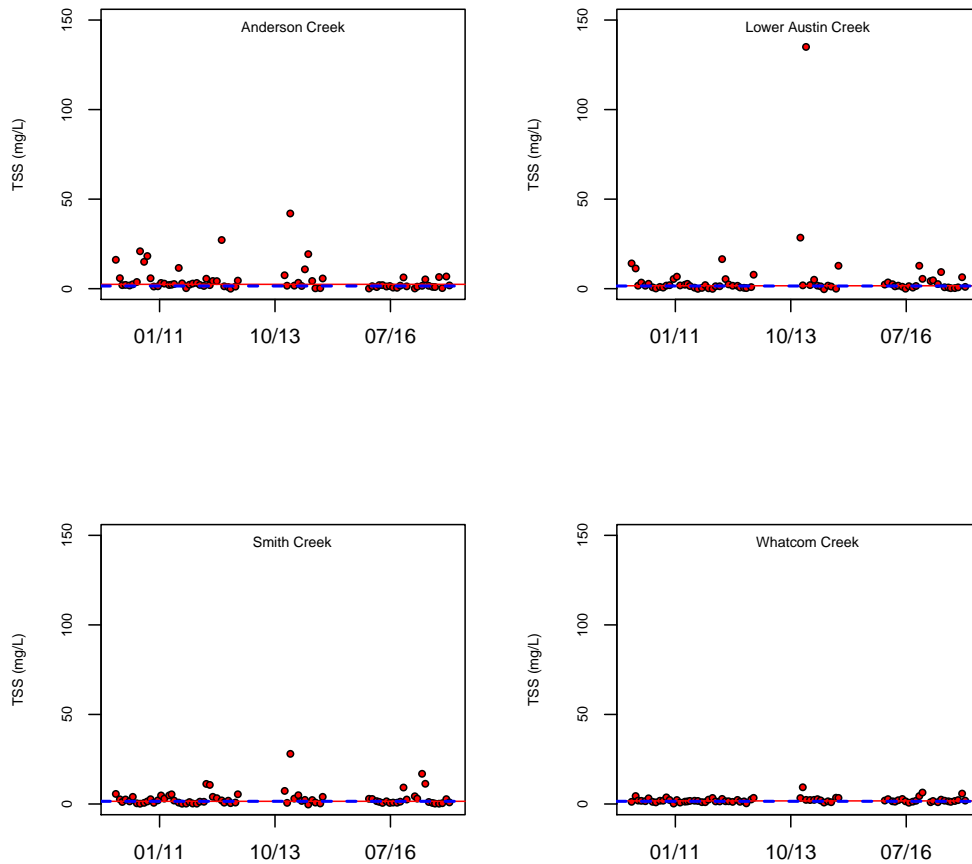 Anderson Creek
TSS (mg/L)
150
100
50
0
01/11 10/13 07/16
Lower Austin Creek
TSS (mg/L)
150
100
50
0
01/11 10/13 07/16
Smith Creek
TSS (mg/L)
150
100
50
0
01/11 10/13 07/16
Whatcom Creek
TSS (mg/L)
150
100
50
0
01/11 10/13 07/16